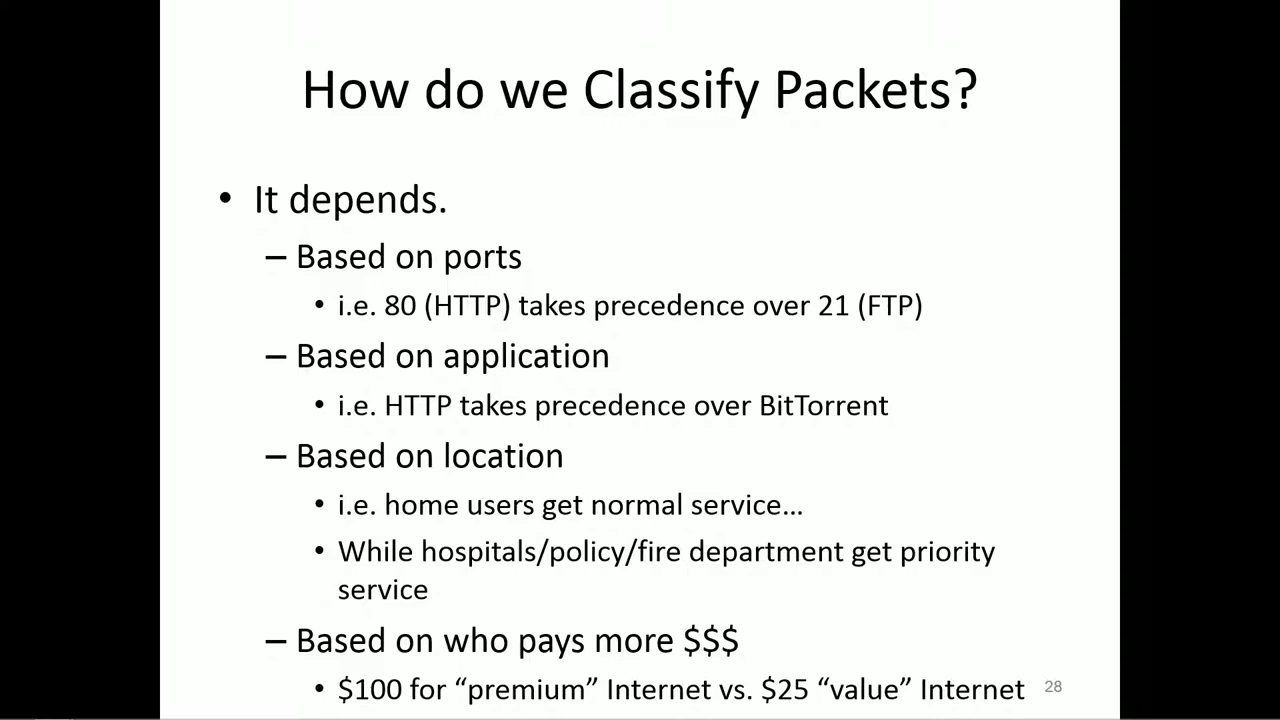 How do we Classify Packets?
• It depends.
– Based on ports
• i.e. 80 (HTTP) takes precedence over 21 (FTP)
– Based on application
• i.e. HTTP takes precedence over BitTorrent
– Based on location
• i.e. home users get normal service…
• While hospitals/policy/fire department get priority
service
– Based on who pays more $$$
• $100 for “premium” Internet vs. $25 “value” Internet
28